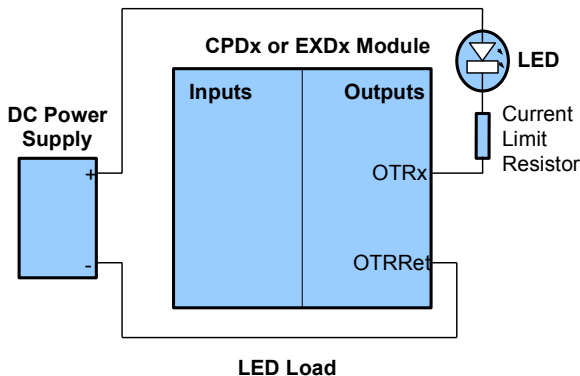 CPDx or EXDx Module
LED
Inputs
Outputs
DC Power
Supply
Current
Limit
Resistor
+
OTRx
-
OTRRet
LED Load